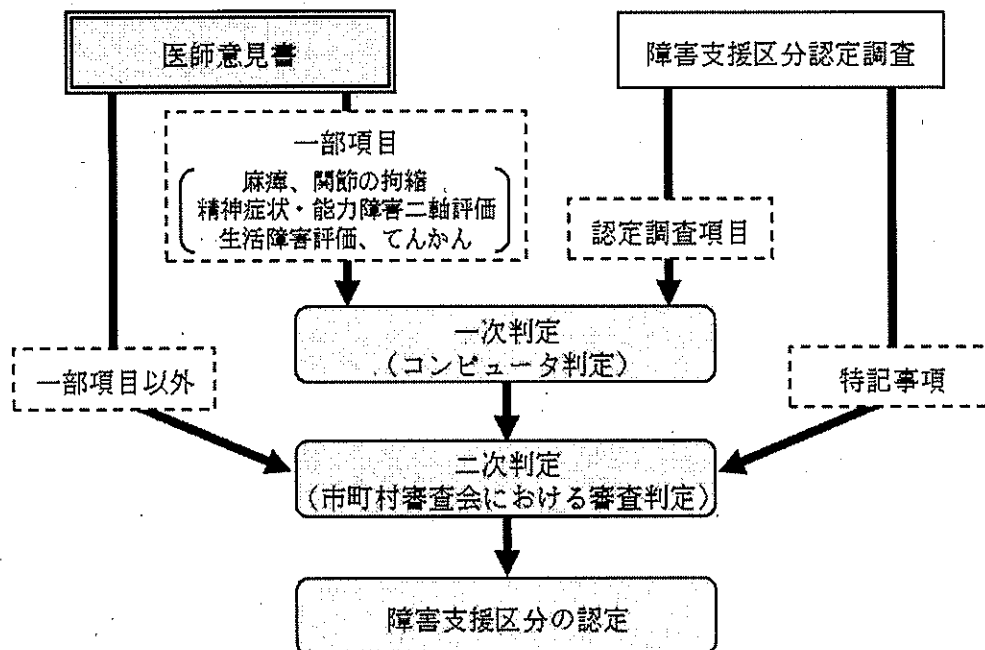 医師意見書
障害支援区分認定調査
一部項目
麻痺、関節の拘縮
精神症状・能力障害二軸評価
生活障害評価、てんかん
認定調査項目
一次判定
（コンピュータ判定）
一部項目以外
特記事項
二次判定
（市町村審査会における審査判定）
障害支援区分の認定